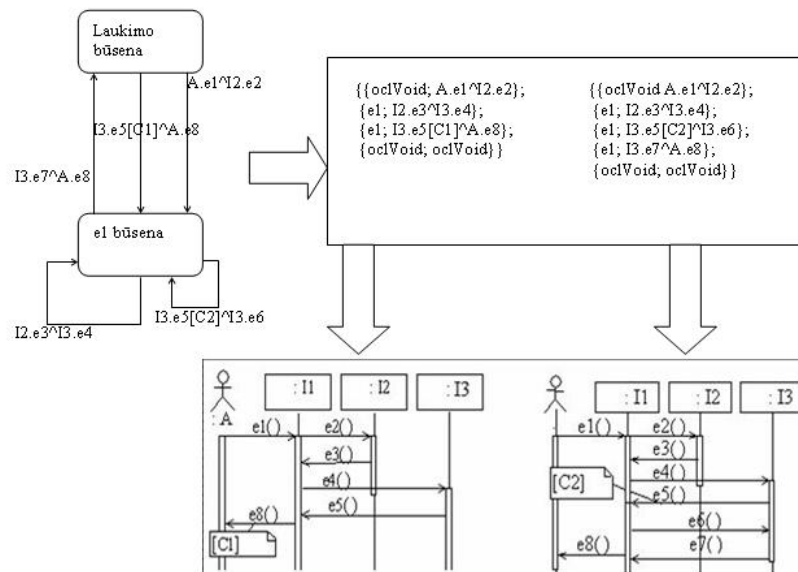 Laukimo
būsena
A.e1^I2.e2
I3.e5[C1]^A.e8
I3.e7^A.e8
e1 būsena
I2.e3^I3.e4
I3.e5[C2]^I3.e6
{{oclVoid; A.e1^I2.e2};
{e1; I2.e3^I3.e4};
{e1; I3.e5[C1]^A.e8};
{oclVoid; oclVoid}}
{{oclVoid A.e1^I2.e2};
{e1; I2.e3^I3.e4};
{e1; I3.e5[C2]^I3.e6};
{e1; I3.e7^A.e8};
{oclVoid; oclVoid}}
: A
: I1
: I2
: I3
e1()
e2()
e3()
e4()
e5()
e8()
[C1]
:
: I1
: I2
: I3
e1()
e2()
e3()
e4()
[C2]
e5()
e6()
e8()
e7()